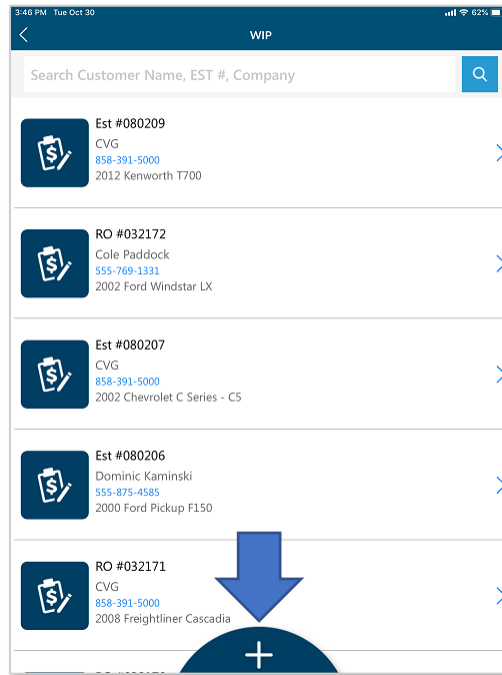 3:46 PM Tue Oct 30 62%
WIP
Search Customer Name, EST #, Company
Est #080209
CVG
858-391-5000
2012 Kenworth T700
RO #032172
Cole Paddock
555-769-1331
2002 Ford Windstar LX
Est #080207
CVG
858-391-5000
2002 Chevrolet C Series - C5
Est #080206
Dominic Kaminski
555-875-4585
2000 Ford Pickup F150
RO #032171
CVG
858-391-5000
2008 Freightliner Cascadia